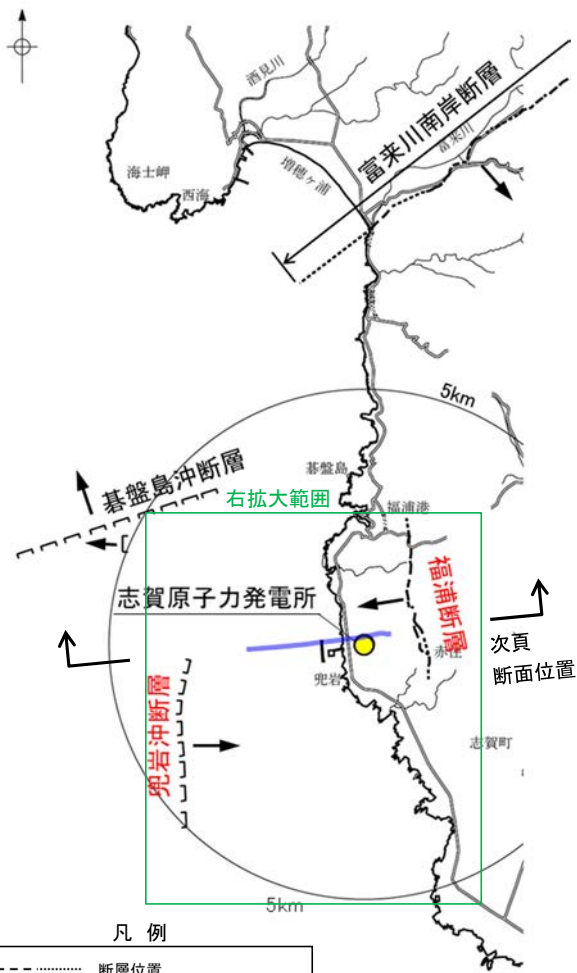 酒見川
富来川南岸断層
富来川
海士岬
西海
増穂ヶ浦
5km
碁盤島
碁盤島沖断層
右拡大範囲
福浦港
志賀原子力発電所
福浦断層
次頁
断面位置
赤住
兜岩
兜岩沖断層
志賀町
5km
凡 例
断層位置